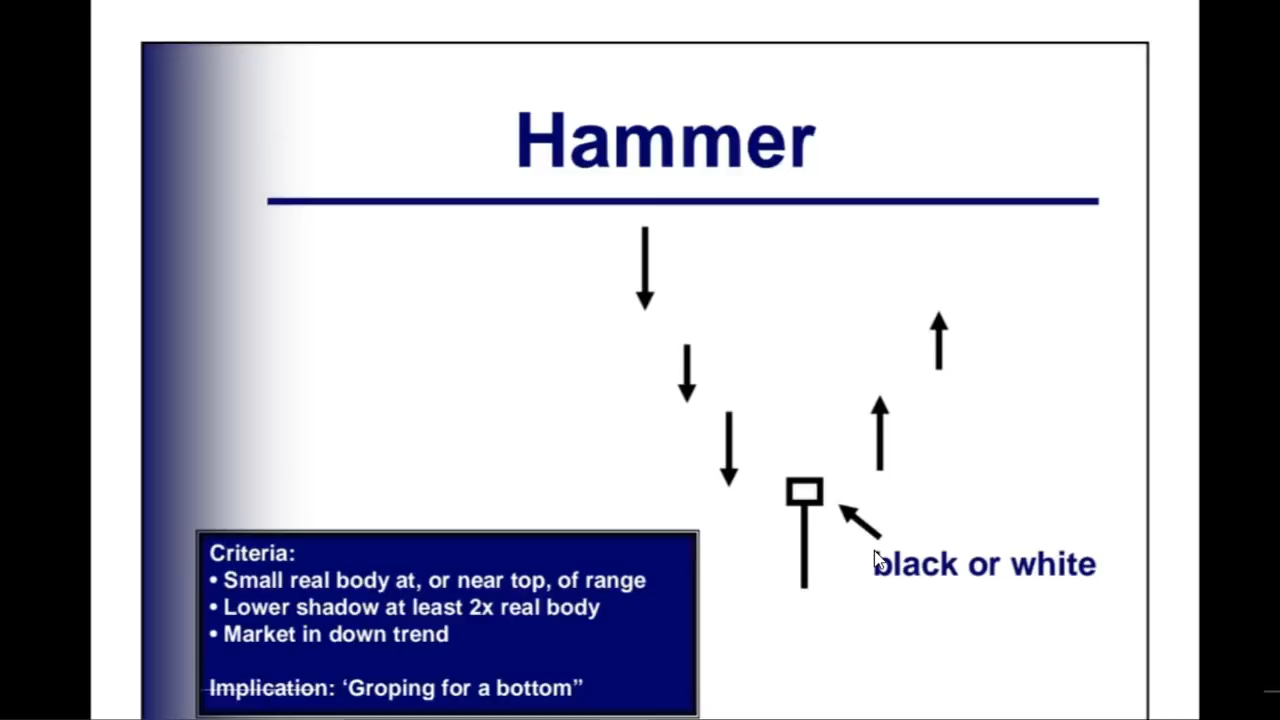 Hammer
black or white
Criteria:
• Small real body at, or near top, of range
• Lower shadow at least 2x real body
• Market in down trend
Implication: ‘Groping for a bottom”